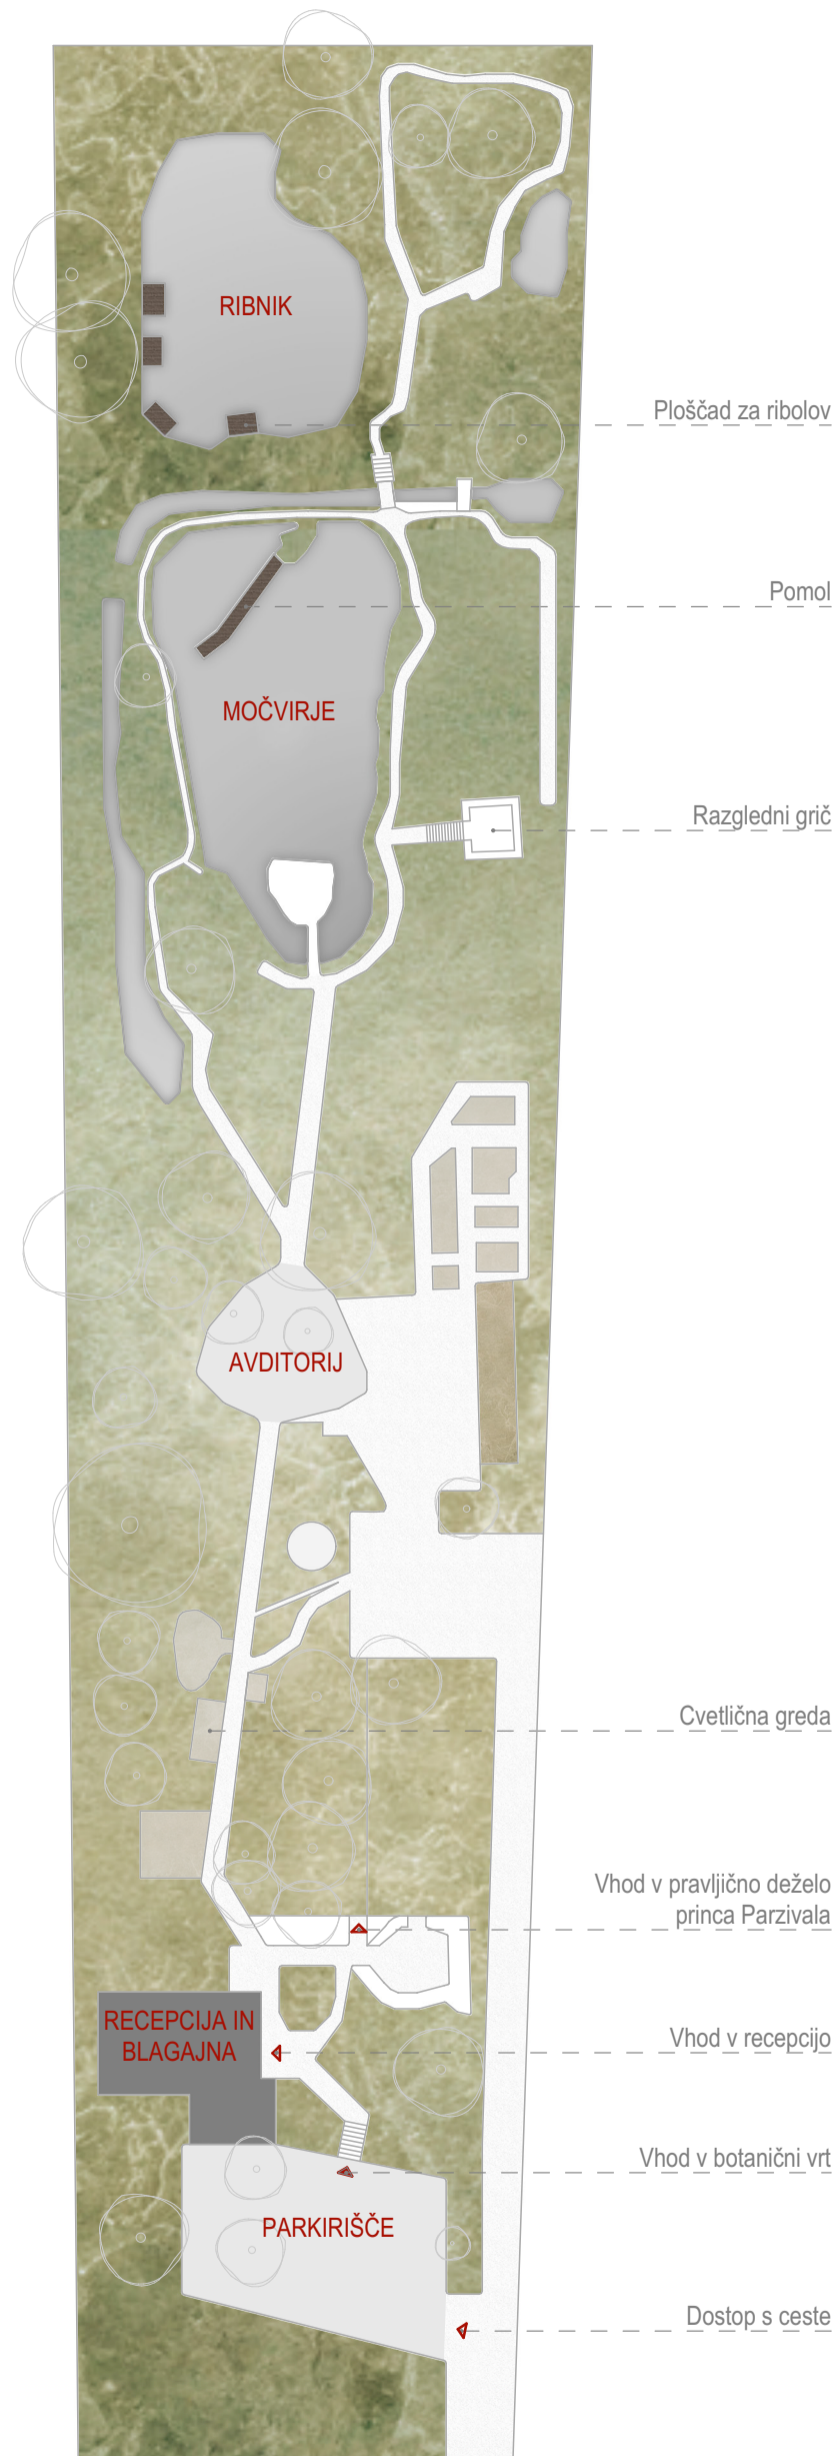 RIBNIK
Ploščad za ribolov
Pomol
MOČVIRJE
Razgledni grič
AVDITORIJ
Cvetlična greda
Vhod v pravljično deželo
princa Parzivala
RECEPCIJA IN
BLAGAJNA
Vhod v recepcijo
Vhod v botanični vrt
PARKIRIŠČE
Dostop s ceste